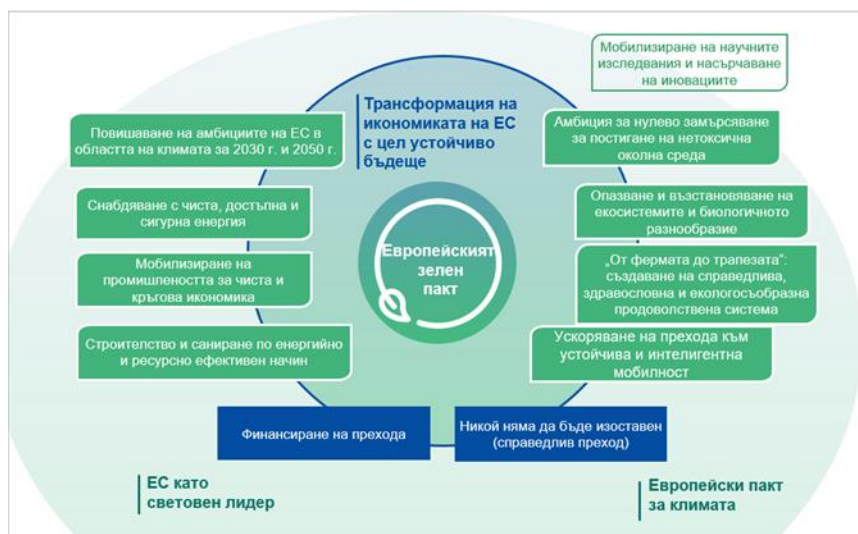 Мобилизиране на научните
изследвания и насърчаване
на иновациите
Трансформация на
икономиката на ЕС
с цел устойчиво
бъдеще
Повишаване на амбициите на ЕС в
областта на климата за 2030 г. и 2050 г.
Амбиция за нулево замърсяване
за постигане на нетоксична
околна среда
Снабдяване с чиста, достъпна и
сигурна енергия
Опазване и възстановяване на
екосистемите и биологичното
разнообразие
Европейският
зелен
пакт
Мобилизиране на
промишлеността за чиста и
кръгова икономика
„От фермата до трапезата“:
създаване на справедлива,
здравословна и екологосъобразна
продоволствена система
Строителство и саниране по енергийно
и ресурсно ефективен начин
Ускоряване на прехода към
устойчива и интелигентна
мобилност
Финансиране на прехода
Никой няма да бъде изоставен
(справедлив преход)
ЕС като
световен лидер
Европейски пакт
за климата